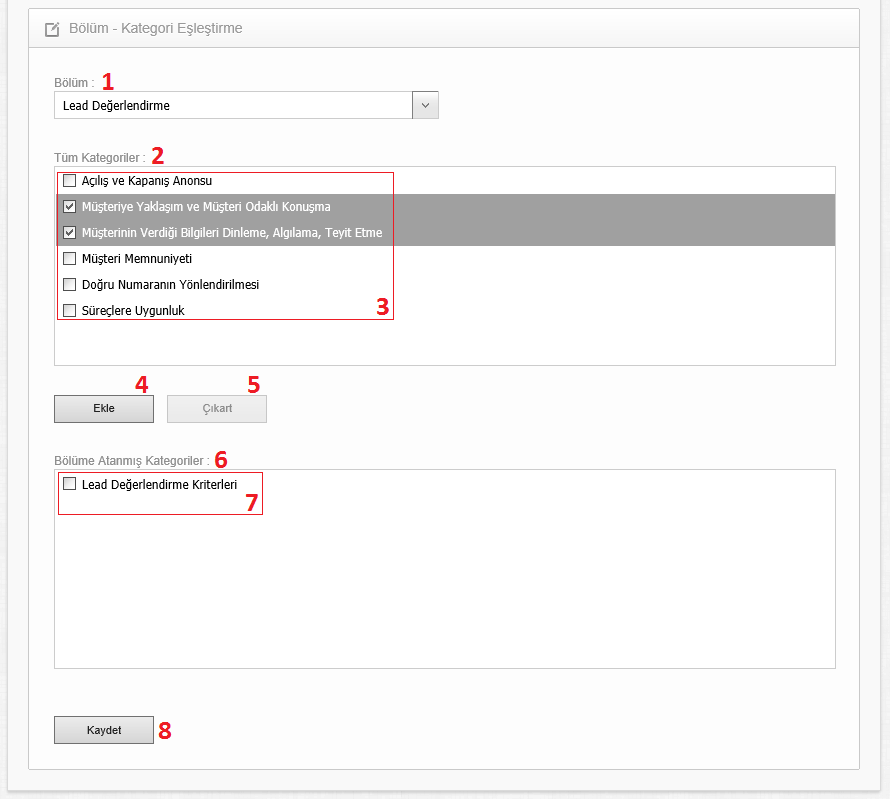 Bölüm - Kategori Eşleştirme
Bölüm : 1
Lead Değerlendirme
Tüm Kategoriler : 2
Açılış ve Kapanış Anonsu
Müşteriye Yaklaşım ve Müşteri Odaklı Konuşma
Müşterinin Verdiği Bilgileri Dinleme, Algılama, Teyit Etme
Müşteri Memnuniyeti
Doğru Numaranın Yönlendirilmesi
Süreçlere Uygunluk 3
4 5
Ekle Çıkart
Bölüme Atanmış Kategoriler : 6
Lead Değerlendirme Kriterleri
7
Kaydet 8